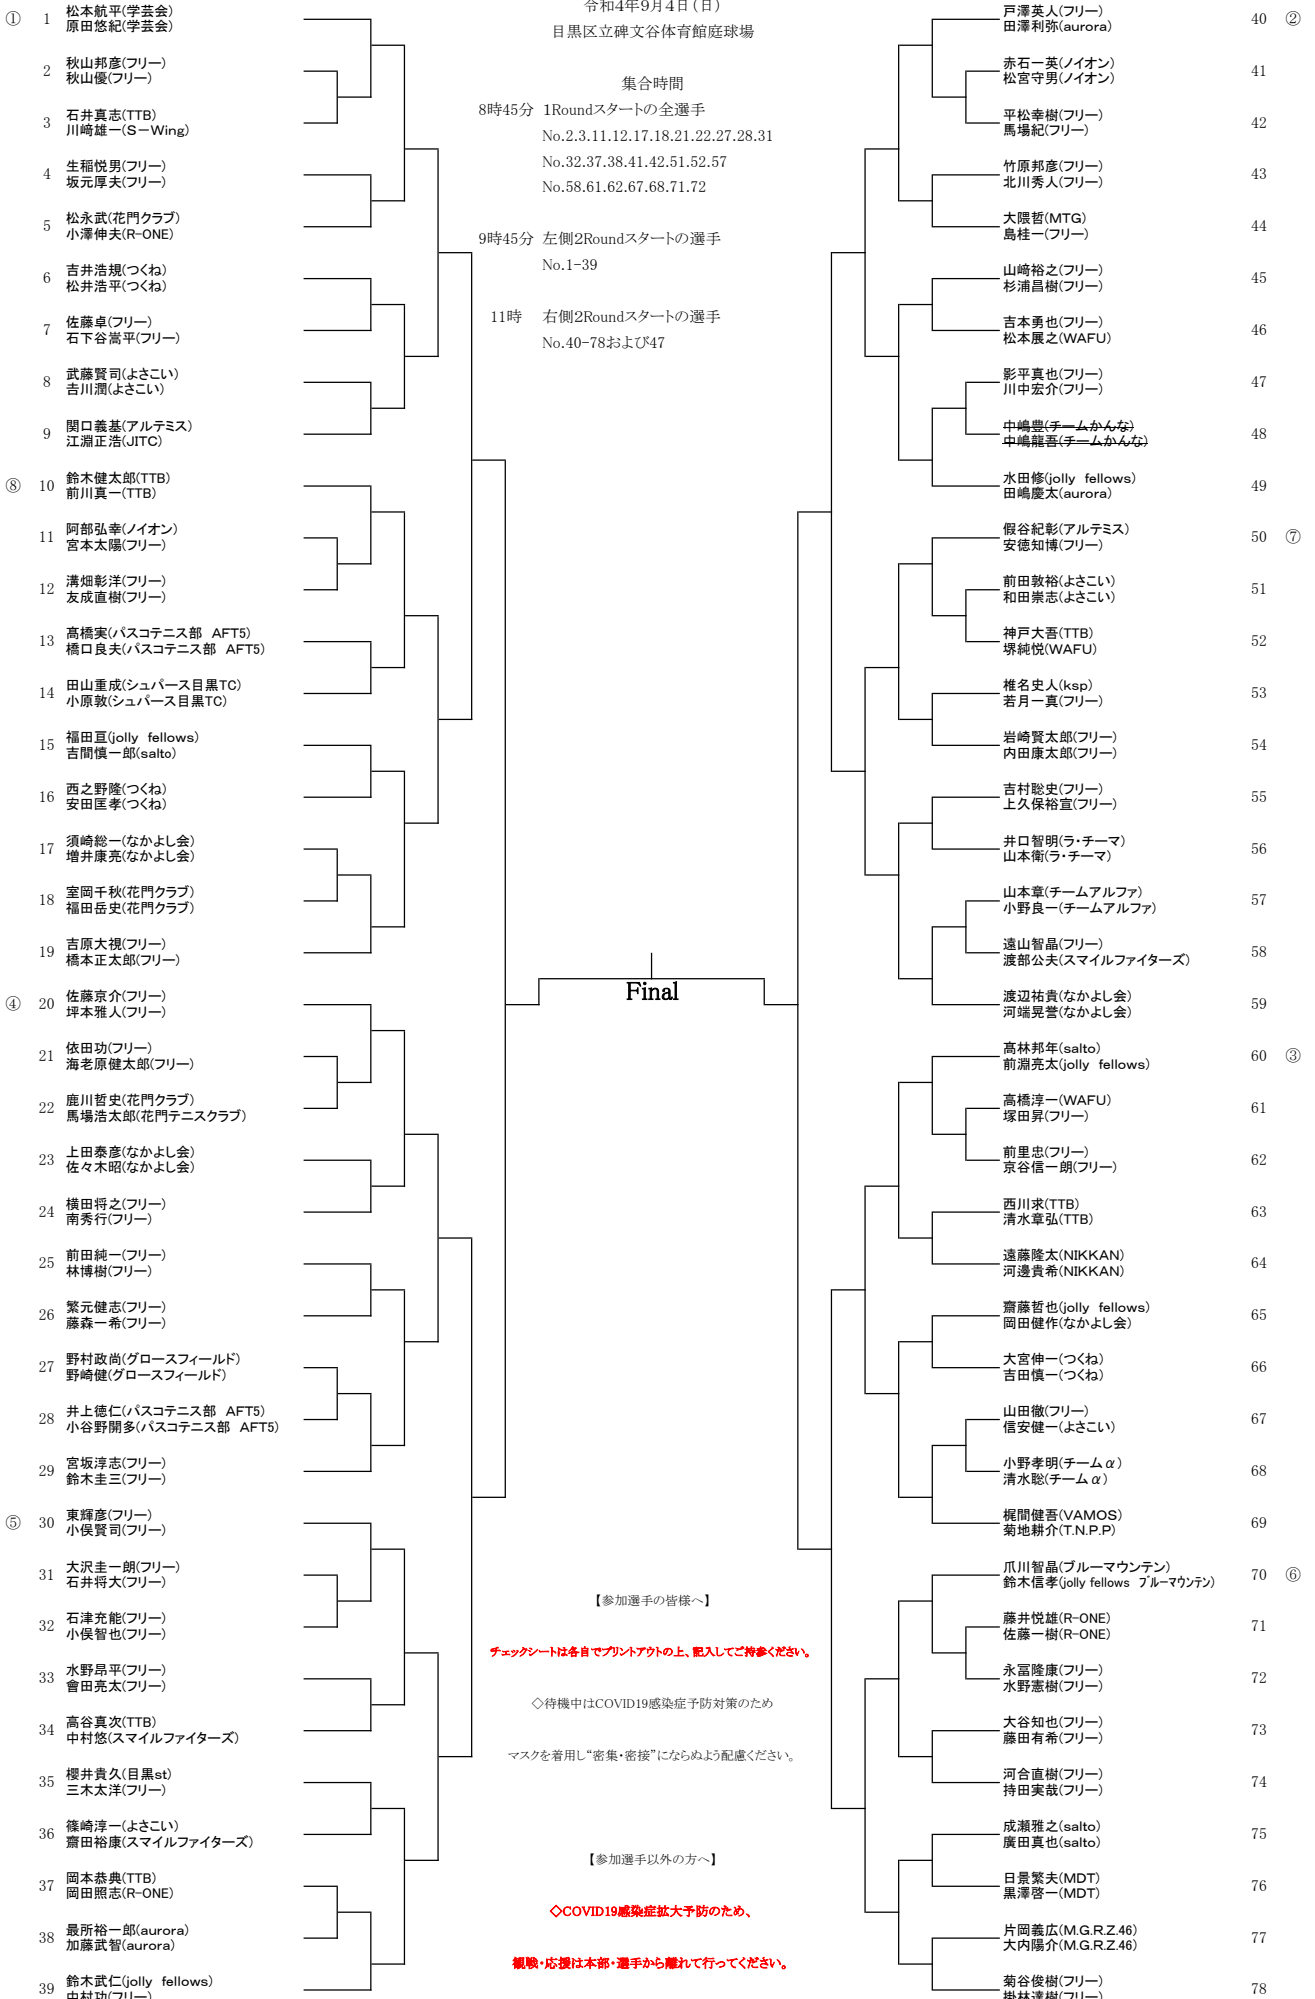 令和4年9月4日(日)
目黒区立碑文谷体育館庭球場
集合時間
8時45分 1Roundスタートの全選手
No.2.3.11.12.17.18.21.22.27.28.31
No.32.37.38.41.42.51.52.57
No.58.61.62.67.68.71.72
9時45分 左側2Roundスタートの選手
No.1-39
11時 右側2Roundスタートの選手
No.40-78および47
① 1 松本航平(学芸会)
原田悠紀(学芸会)
2 秋山邦彦(フリー)
秋山優(フリー)
3 石井真志(TTB)
川﨑雄一(S-Wing)
4 生稲悦男(フリー)
坂元厚夫(フリー)
5 松永武(花門クラブ)
小澤伸夫(R-ONE)
6 吉井浩規(つくね)
松井浩平(つくね)
7 佐藤卓(フリー)
石下谷嵩平(フリー)
8 武藤賢司(よさこい)
𠮷川潤(よさこい)
9 関口義基(アルテミス)
江淵正浩(JITC)
⑧ 10 鈴木健太郎(TTB)
前川真一(TTB)
11 阿部弘幸(ノイオン)
宮本太陽(フリー)
12 溝畑彰洋(フリー)
友成直樹(フリー)
13 髙橋実(パスコテニス部 AFT5)
橋口良夫(パスコテニス部 AFT5)
14 田山重成(シュパース目黒TC)
小原敦(シュパース目黒TC)
15 福田亘(jolly fellows)
吉間慎一郎(salto)
16 西之野隆(つくね)
安田匡孝(つくね)
17 須崎総一(なかよし会)
増井康亮(なかよし会)
18 室岡千秋(花門クラブ)
福田岳史(花門クラブ)
19 吉原大視(フリー)
橋本正太郎(フリー)
④ 20 佐藤京介(フリー)
坪本雅人(フリー)
21 依田功(フリー)
海老原健太郎(フリー)
22 鹿川哲史(花門クラブ)
馬場浩太郎(花門テニスクラブ)
23 上田泰彦(なかよし会)
佐々木昭(なかよし会)
24 横田将之(フリー)
南秀行(フリー)
25 前田純一(フリー)
林博樹(フリー)
26 繁元健志(フリー)
藤森一希(フリー)
27 野村政尚(グロースフィールド)
野崎健(グロースフィールド)
28 井上徳仁(パスコテニス部 AFT5)
小谷野開多(パスコテニス部 AFT5)
29 宮坂淳志(フリー)
鈴木圭三(フリー)
⑤ 30 東輝彦(フリー)
小俣賢司(フリー)
31 大沢圭一朗(フリー)
石井将大(フリー)
32 石津充能(フリー)
小俣智也(フリー)
33 水野昂平(フリー)
會田亮太(フリー)
34 高谷真次(TTB)
中村悠(スマイルファイターズ)
35 櫻井貴久(目黒st)
三木太洋(フリー)
36 篠崎淳一(よさこい)
齋田裕康(スマイルファイターズ)
37 岡本恭典(TTB)
岡田照志(R-ONE)
38 最所裕一郎(aurora)
加藤武智(aurora)
39 鈴木武仁(jolly fellows)
中村功(フリー)
Final
【参加選手の皆様へ】
チェックシートは各自でプリントアウトの上、記入してご持参ください。
◇待機中はCOVID19感染症予防対策のため
マスクを着用し“密集・密接”にならぬよう配慮ください。
【参加選手以外の方へ】
◇COVID19感染症拡大予防のため、
観戦・応援は本部・選手から離れて行ってください。
戸澤英人(フリー) 40 ②
田澤利弥(aurora)
赤石一英(ノイオン) 41
松宮守男(ノイオン)
平松幸樹(フリー) 42
馬場紀(フリー)
竹原邦彦(フリー) 43
北川秀人(フリー)
大隈哲(MTG) 44
島桂一(フリー)
山﨑裕之(フリー) 45
杉浦昌樹(フリー)
吉本勇也(フリー) 46
松本展之(WAFU)
影平真也(フリー) 47
川中宏介(フリー)
中嶋豊(チームかんな) 48
中嶋龍吾(チームかんな)
水田修(jolly fellows) 49
田嶋慶太(aurora)
假谷紀彰(アルテミス) 50 ⑦
安徳知博(フリー)
前田敦裕(よさこい) 51
和田崇志(よさこい)
神戸大吾(TTB) 52
堺純悦(WAFU)
椎名史人(ksp) 53
若月一真(フリー)
岩崎賢太郎(フリー) 54
内田康太郎(フリー)
吉村聡史(フリー) 55
上久保裕宣(フリー)
井口智明(ラ・チーマ) 56
山本衛(ラ・チーマ)
山本章(チームアルファ) 57
小野良一(チームアルファ)
遠山智晶(フリー) 58
渡部公夫(スマイルファイターズ)
渡辺祐貴(なかよし会) 59
河端晃誉(なかよし会)
髙林邦年(salto) 60 ③
前淵亮太(jolly fellows)
高橋淳一(WAFU) 61
塚田昇(フリー)
前里忠(フリー) 62
京谷信一朗(フリー)
西川求(TTB) 63
清水章弘(TTB)
遠藤隆太(NIKKAN) 64
河邊貴希(NIKKAN)
齋藤哲也(jolly fellows) 65
岡田健作(なかよし会)
大宮伸一(つくね) 66
吉田慎一(つくね)
山田徹(フリー) 67
信安健一(よさこい)
小野孝明(チームα) 68
清水聡(チームα)
梶間健吾(VAMOS) 69
菊地耕介(T.N.P.P)
爪川智晶(ブルーマウンテン) 70 ⑥
鈴木信孝(jolly fellows ブルーマウンテン)
藤井悦雄(R-ONE) 71
佐藤一樹(R-ONE)
永冨隆康(フリー) 72
水野憲樹(フリー)
大谷知也(フリー) 73
藤田有希(フリー)
河合直樹(フリー) 74
持田実哉(フリー)
成瀬雅之(salto) 75
廣田真也(salto)
日景繁夫(MDT) 76
黒澤啓一(MDT)
片岡義広(M.G.R.Z.46) 77
大内陽介(M.G.R.Z.46)
菊谷俊樹(フリー) 78
掛林達樹(フリー)